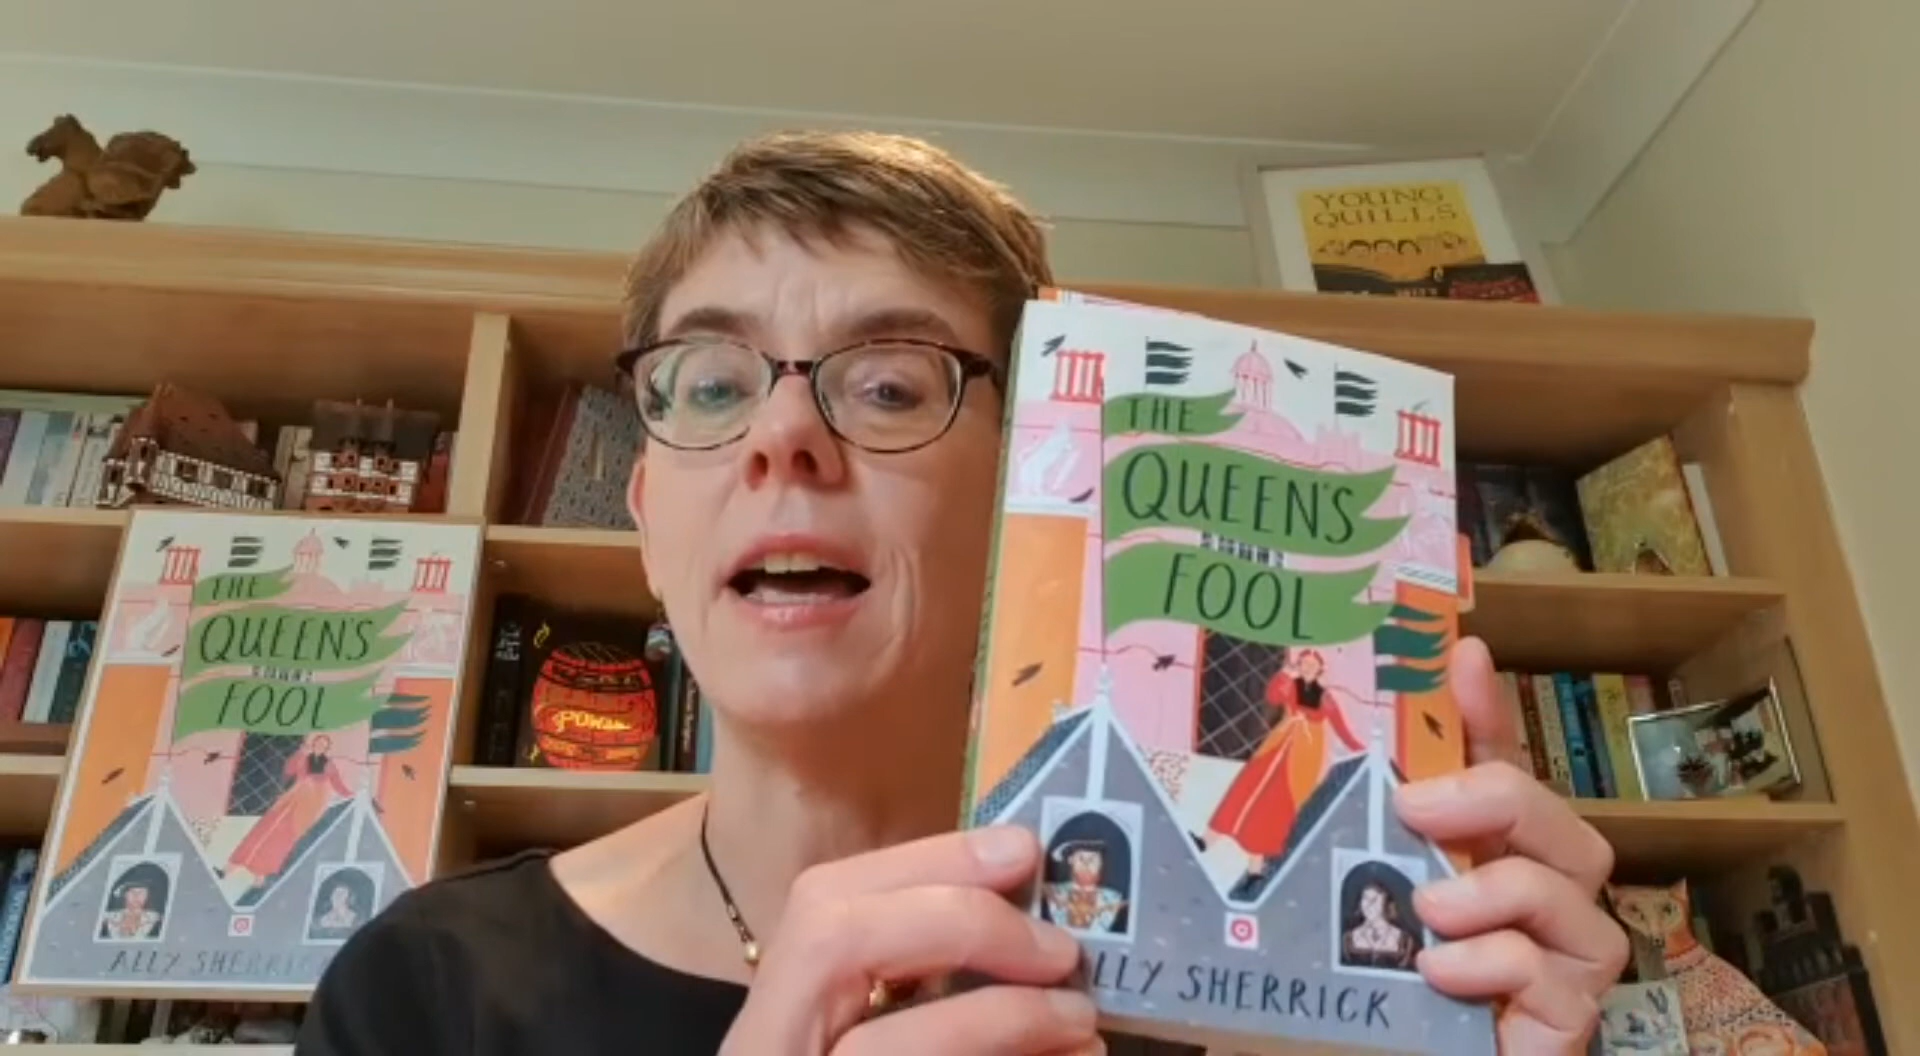 YOUNG
QUILLS
THE
QUEEN'S
FOOL
ALLY SHERRICK
THE
QUEEN'S
FOOL
LLY SHERRICK